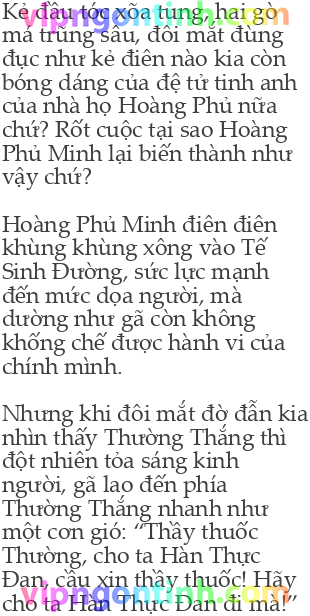 Kẻ đầu tóc xõa tung, hai gò
má trũng sâu, đôi mắt đùng
đục như kẻ điên nào kia còn
bóng dáng của đệ tử tinh anh
của nhà họ Hoàng Phủ nữa
chứ? Rốt cuộc tại sao Hoàng
Phủ Minh lại biến thành như
vậy chứ?
Hoàng Phủ Minh điên điên
khùng khùng xông vào Tế
Sinh Đường, sức lực mạnh
đến mức dọa người, mà
dường như gã còn không
khống chế được hành vi của
chính mình.
Nhưng khi đôi mắt đờ đẫn kia
nhìn thấy Thường Thắng thì
đột nhiên tỏa sáng kinh
người, gã lao đến phía
Thường Thắng nhanh như
một cơn gió: “Thầy thuốc
Thường, cho ta Hàn Thực
Đan, cầu xin thầy thuốc! Hãy
cho ta Hàn Thực Đan đi mà!”
vipngontinh.com
vipngontinh.com